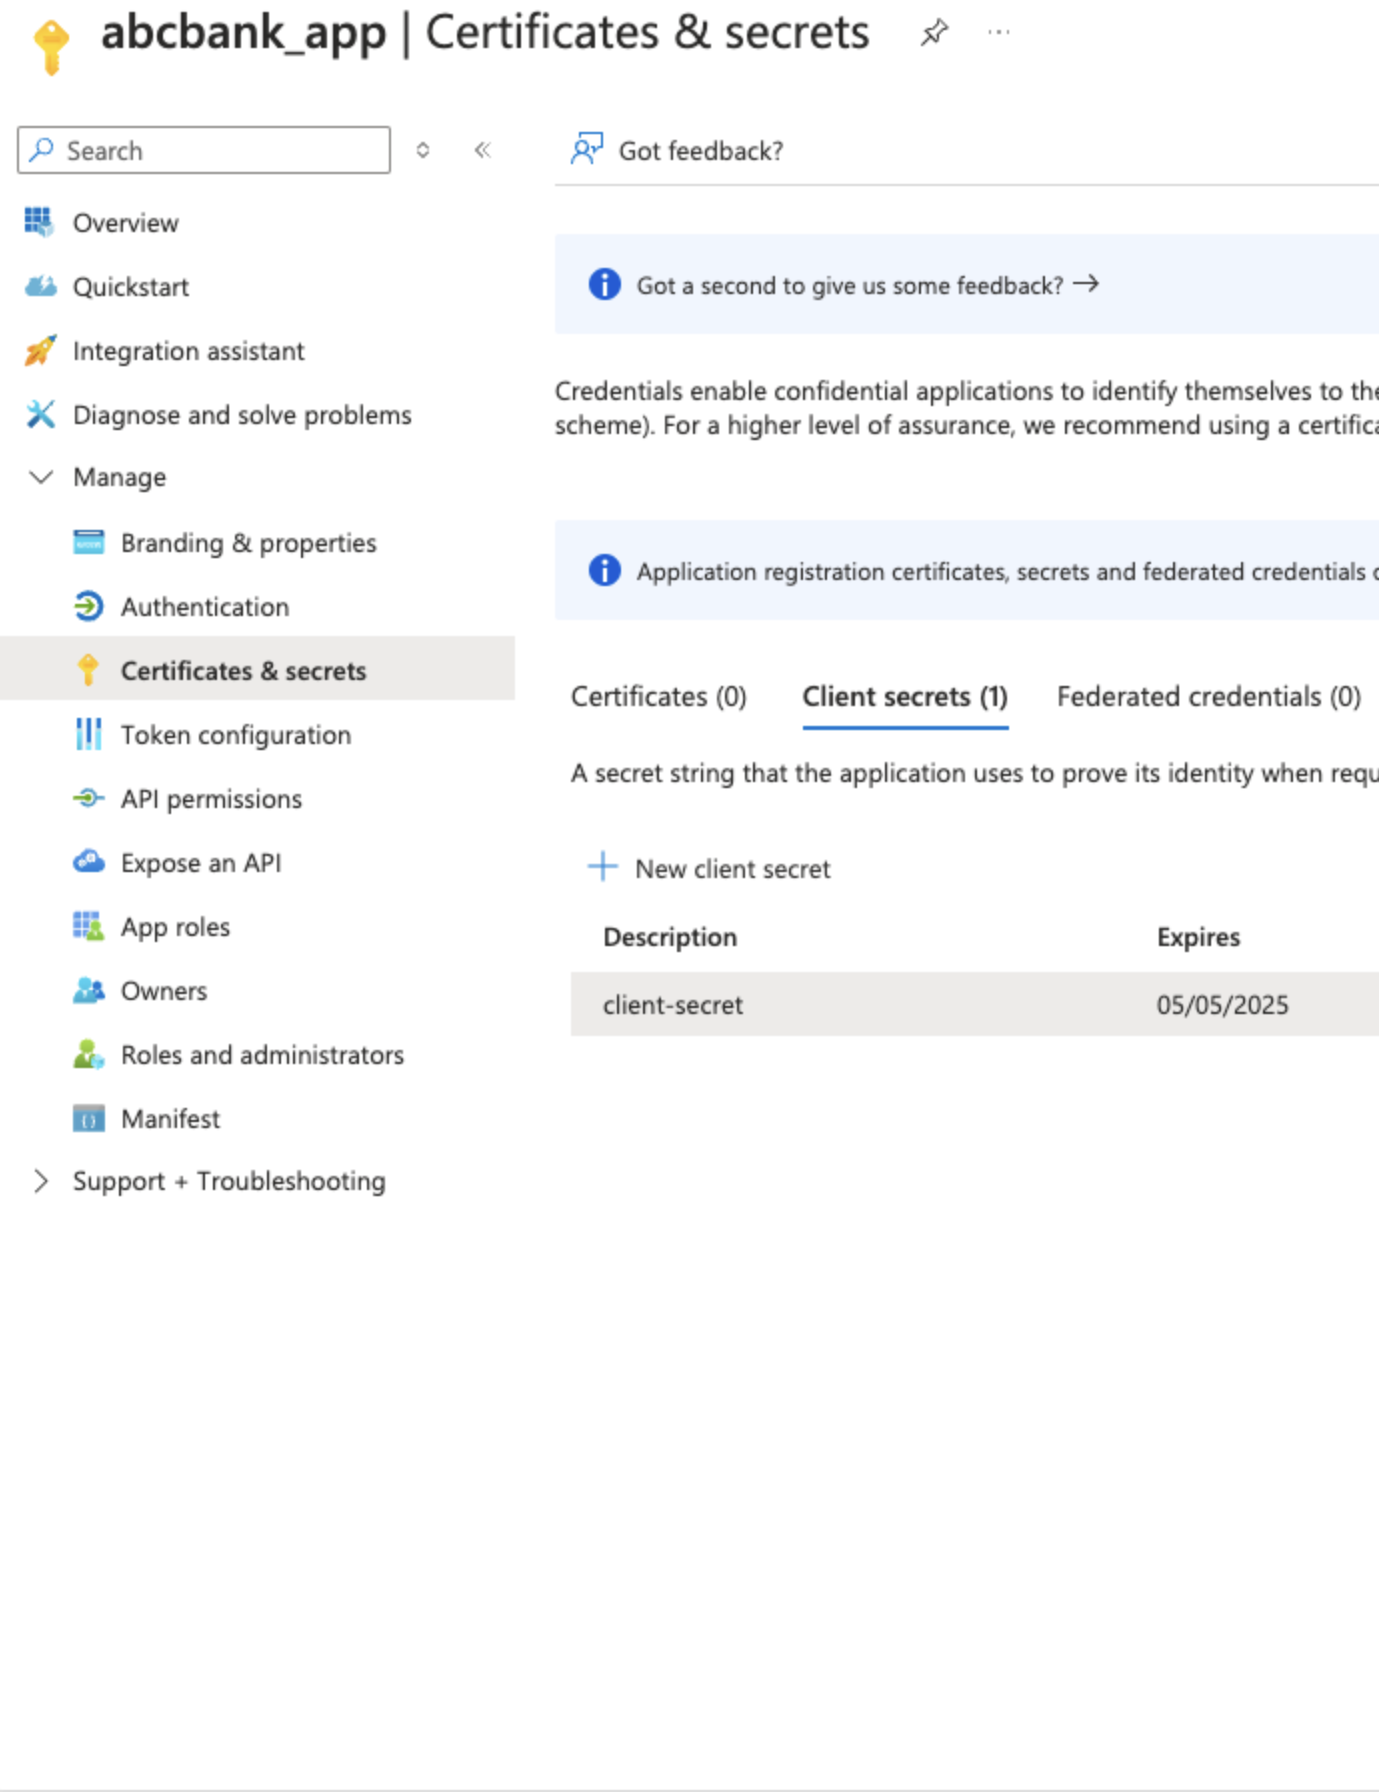 abcbank_app | Certificates & secrets
Search
Got feedback?
Overview
Quickstart
Integration assistant
Diagnose and solve problems
Manage
Branding & properties
Authentication
Certificates & secrets
Token configuration
API permissions
Expose an API
App roles
Owners
Roles and administrators
Manifest
Support + Troubleshooting
Got a second to give us some feedback?
Credentials enable confidential applications to identify themselves to the
scheme). For a higher level of assurance, we recommend using a certifica
Application registration certificates, secrets and federated credentials c
Certificates (0) Client secrets (1) Federated credentials (0)
A secret string that the application uses to prove its identity when requ
New client secret
Description Expires
client-secret 05/05/2025